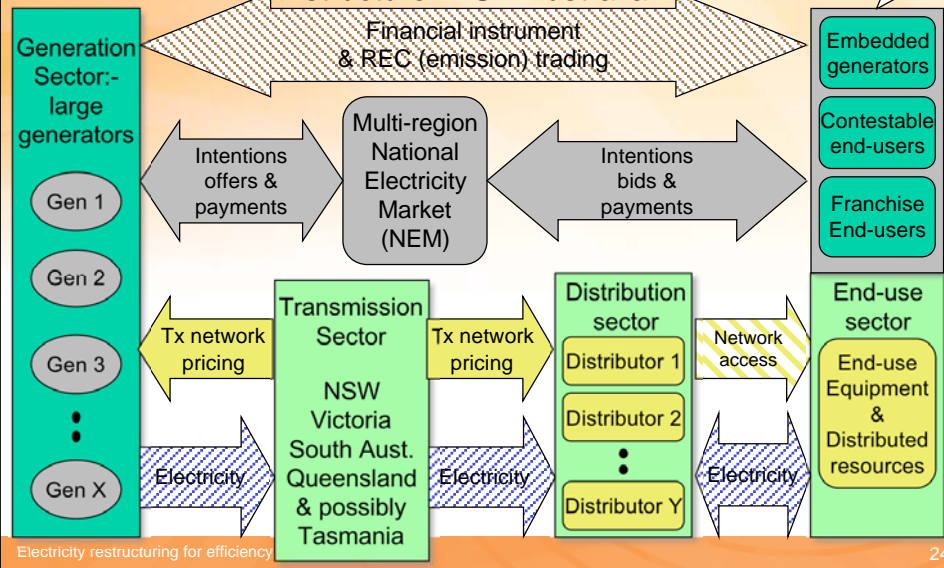 Financial instrument
& REC (emission) trading
Generation
Sector:-
large
generators
Gen 1
Gen 2
Gen 3
Gen X
Intentions
offers &
payments
Multi-region
National
Electricity
Market
(NEM)
Intentions
bids &
payments
Embedded
generators
Contestable
end-users
Franchise
End-users
Tx network
pricing
Transmission
Sector
NSW
Victoria
South Aust.
Queensland
& possibly
Tasmania
Tx network
pricing
Distribution
sector
Distributor 1
Distributor 2
Distributor Y
Network
access
End-use
sector
End-use
Equipment
&
Distributed
resources
Electricity
Electricity
Electricity
Electricity restructuring for efficiency
24